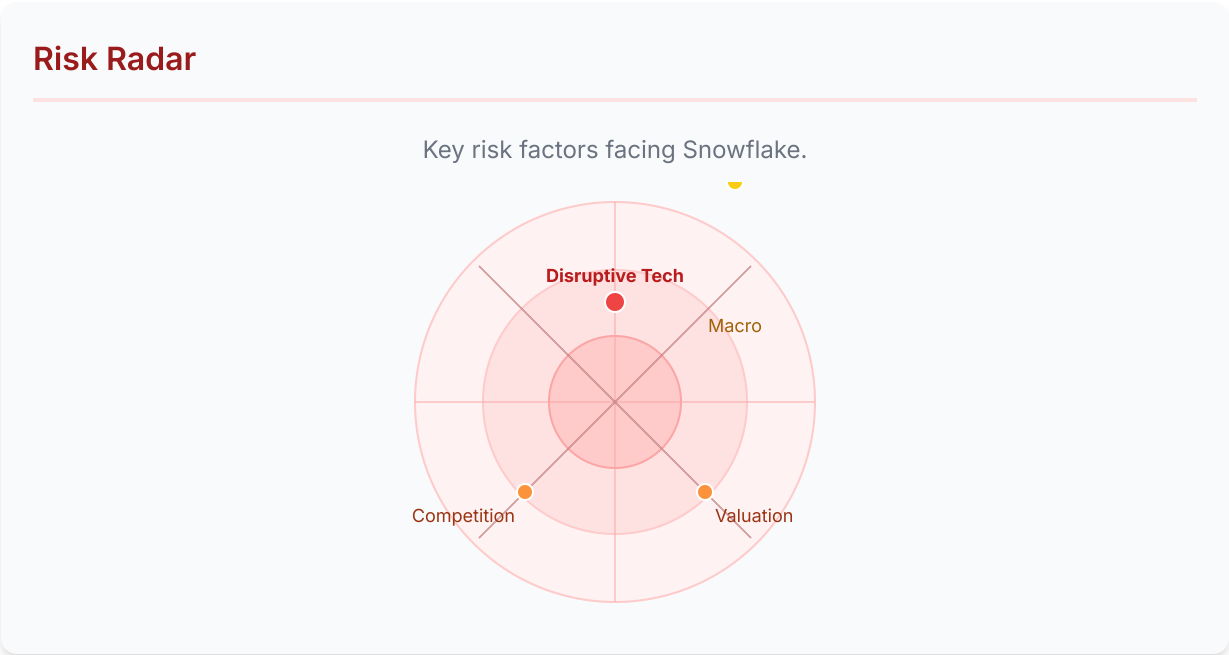 Risk Radar
Key risk factors facing Snowflake.
Disruptive Tech
Macro
Competition
Valuation